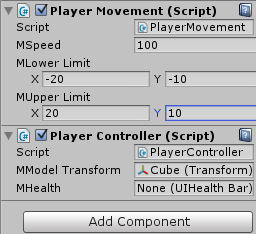 Player Movement (Script)
Script PlayerMovement
MSpeed 100
MLower Limit
X -20 Y -10
MUpper Limit
X 20 Y 10
Player Controller (Script)
Script PlayerController
MModel Transform Cube (Transform)
MHealth None (UIHealth Bar)
Add Component